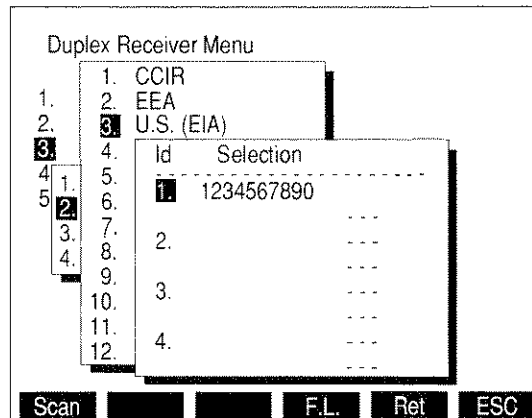 Duplex Receiver Menu
1.
2.
3.
4
5
1.
2.
3.
4.
1. CCIR
2. EEA
3. U.S. (EIA)
4.
5.
6.
7.
8.
9.
10.
11.
12.
Id Selection
1. 1234567890
- - -
2.
- - -
- - -
3.
- - -
- - -
4.
- - -
- - -
Scan F.L. Ret ESC